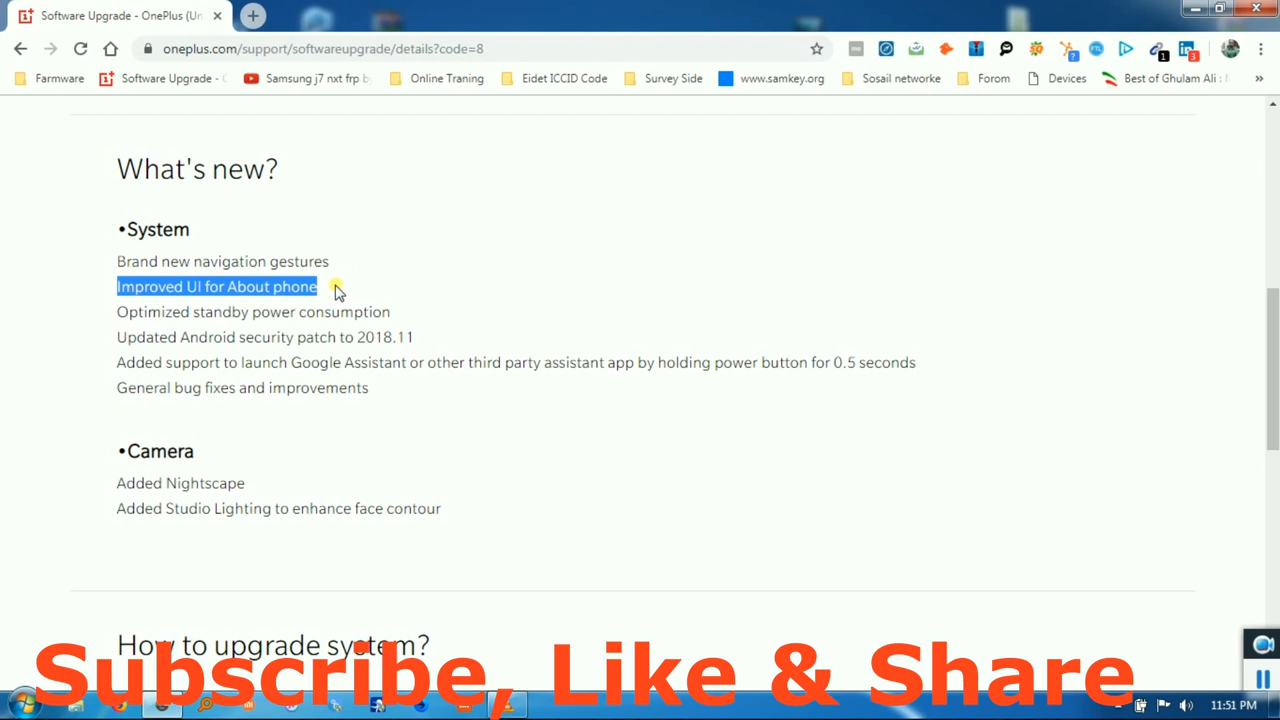 Software Upgrade - OnePlus (Un
oneplus.com/support/softwareupgrade/details?code=8
Farmware
Software Upgrade - O
Samsung j7 nxt frp by
Online Traning
Eidet ICCID Code
Survey Side
www.samkey.org
Sosail networke
Forom
Devices
Best of Ghulam Ali :
What's new?
•System
Brand new navigation gestures
Improved UI for About phone
Optimized standby power consumption
Updated Android security patch to 2018.11
Added support to launch Google Assistant or other third party assistant app by holding power button for 0.5 seconds
General bug fixes and improvements
•Camera
Added Nightscape
Added Studio Lighting to enhance face contour
How to upgrade system?
Subscribe, Like & Share
11:51 PM